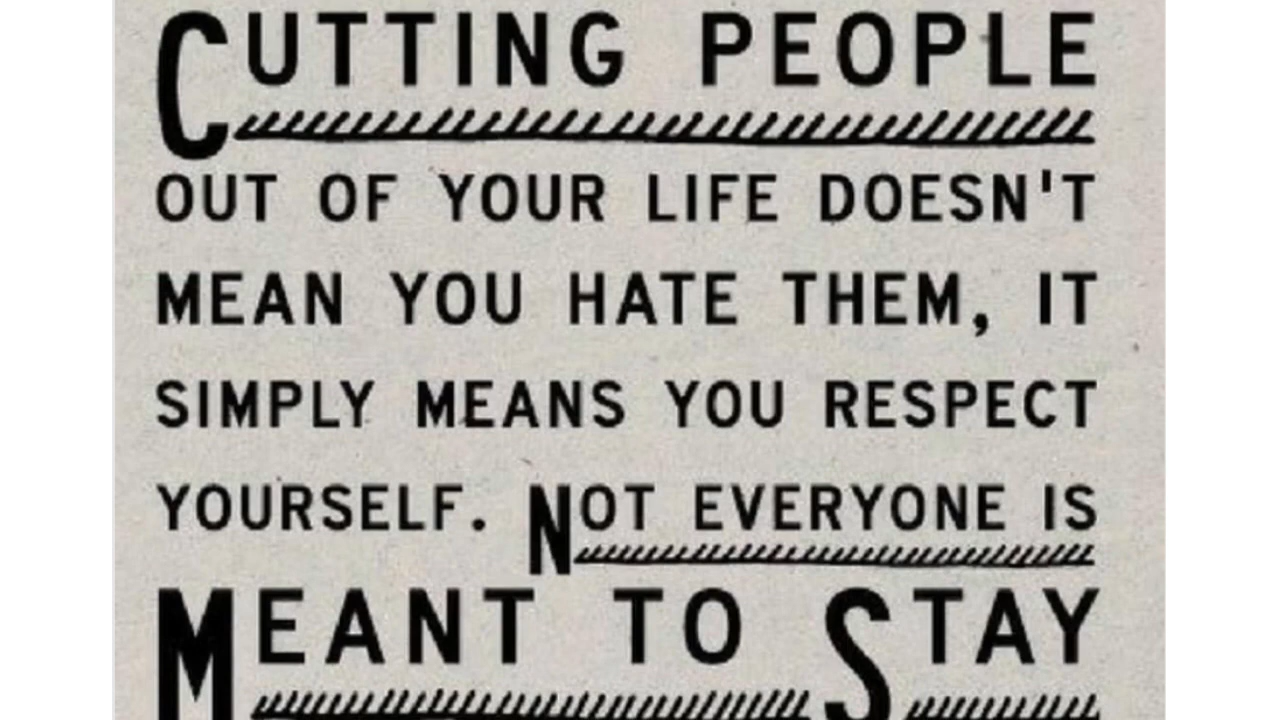 CUTTING PEOPLE
OUT OF YOUR LIFE DOESN'T
MEAN YOU HATE THEM, IT
SIMPLY MEANS YOU RESPECT
YOURSELF. NOT EVERYONE IS
MEANT TO STAY